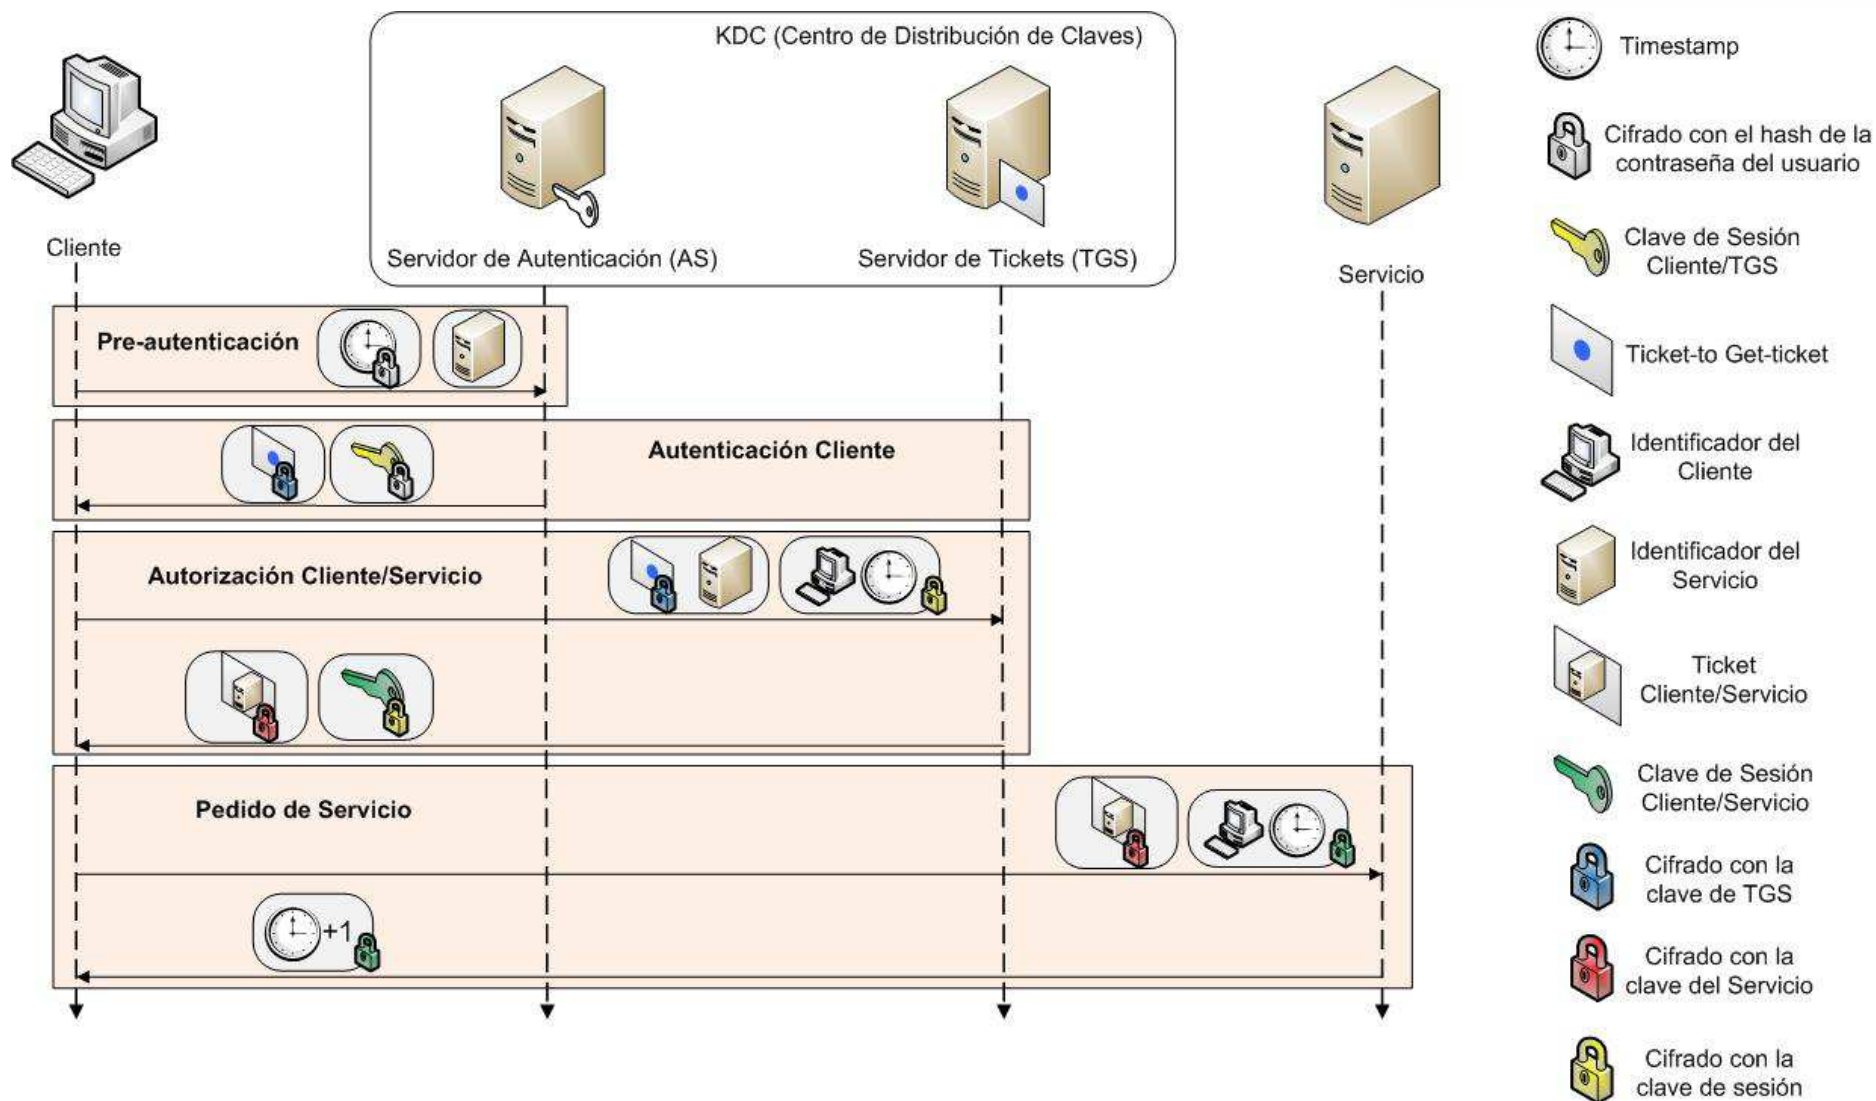 KDC (Centro de Distribución de Claves)
Cliente
Servidor de Autenticación (AS)
Servidor de Tickets (TGS)
Servicio
Pre-autenticación
Autenticación Cliente
Autorización Cliente/Servicio
Pedido de Servicio
+1
Timestamp
Cifrado con el hash de la
contraseña del usuario
Clave de Sesión
Cliente/TGS
Ticket-to Get-ticket
Identificador del
Cliente
Identificador del
Servicio
Ticket
Cliente/Servicio
Clave de Sesión
Cliente/Servicio
Cifrado con la
clave de TGS
Cifrado con la
clave del Servicio
Cifrado con la
clave de sesión